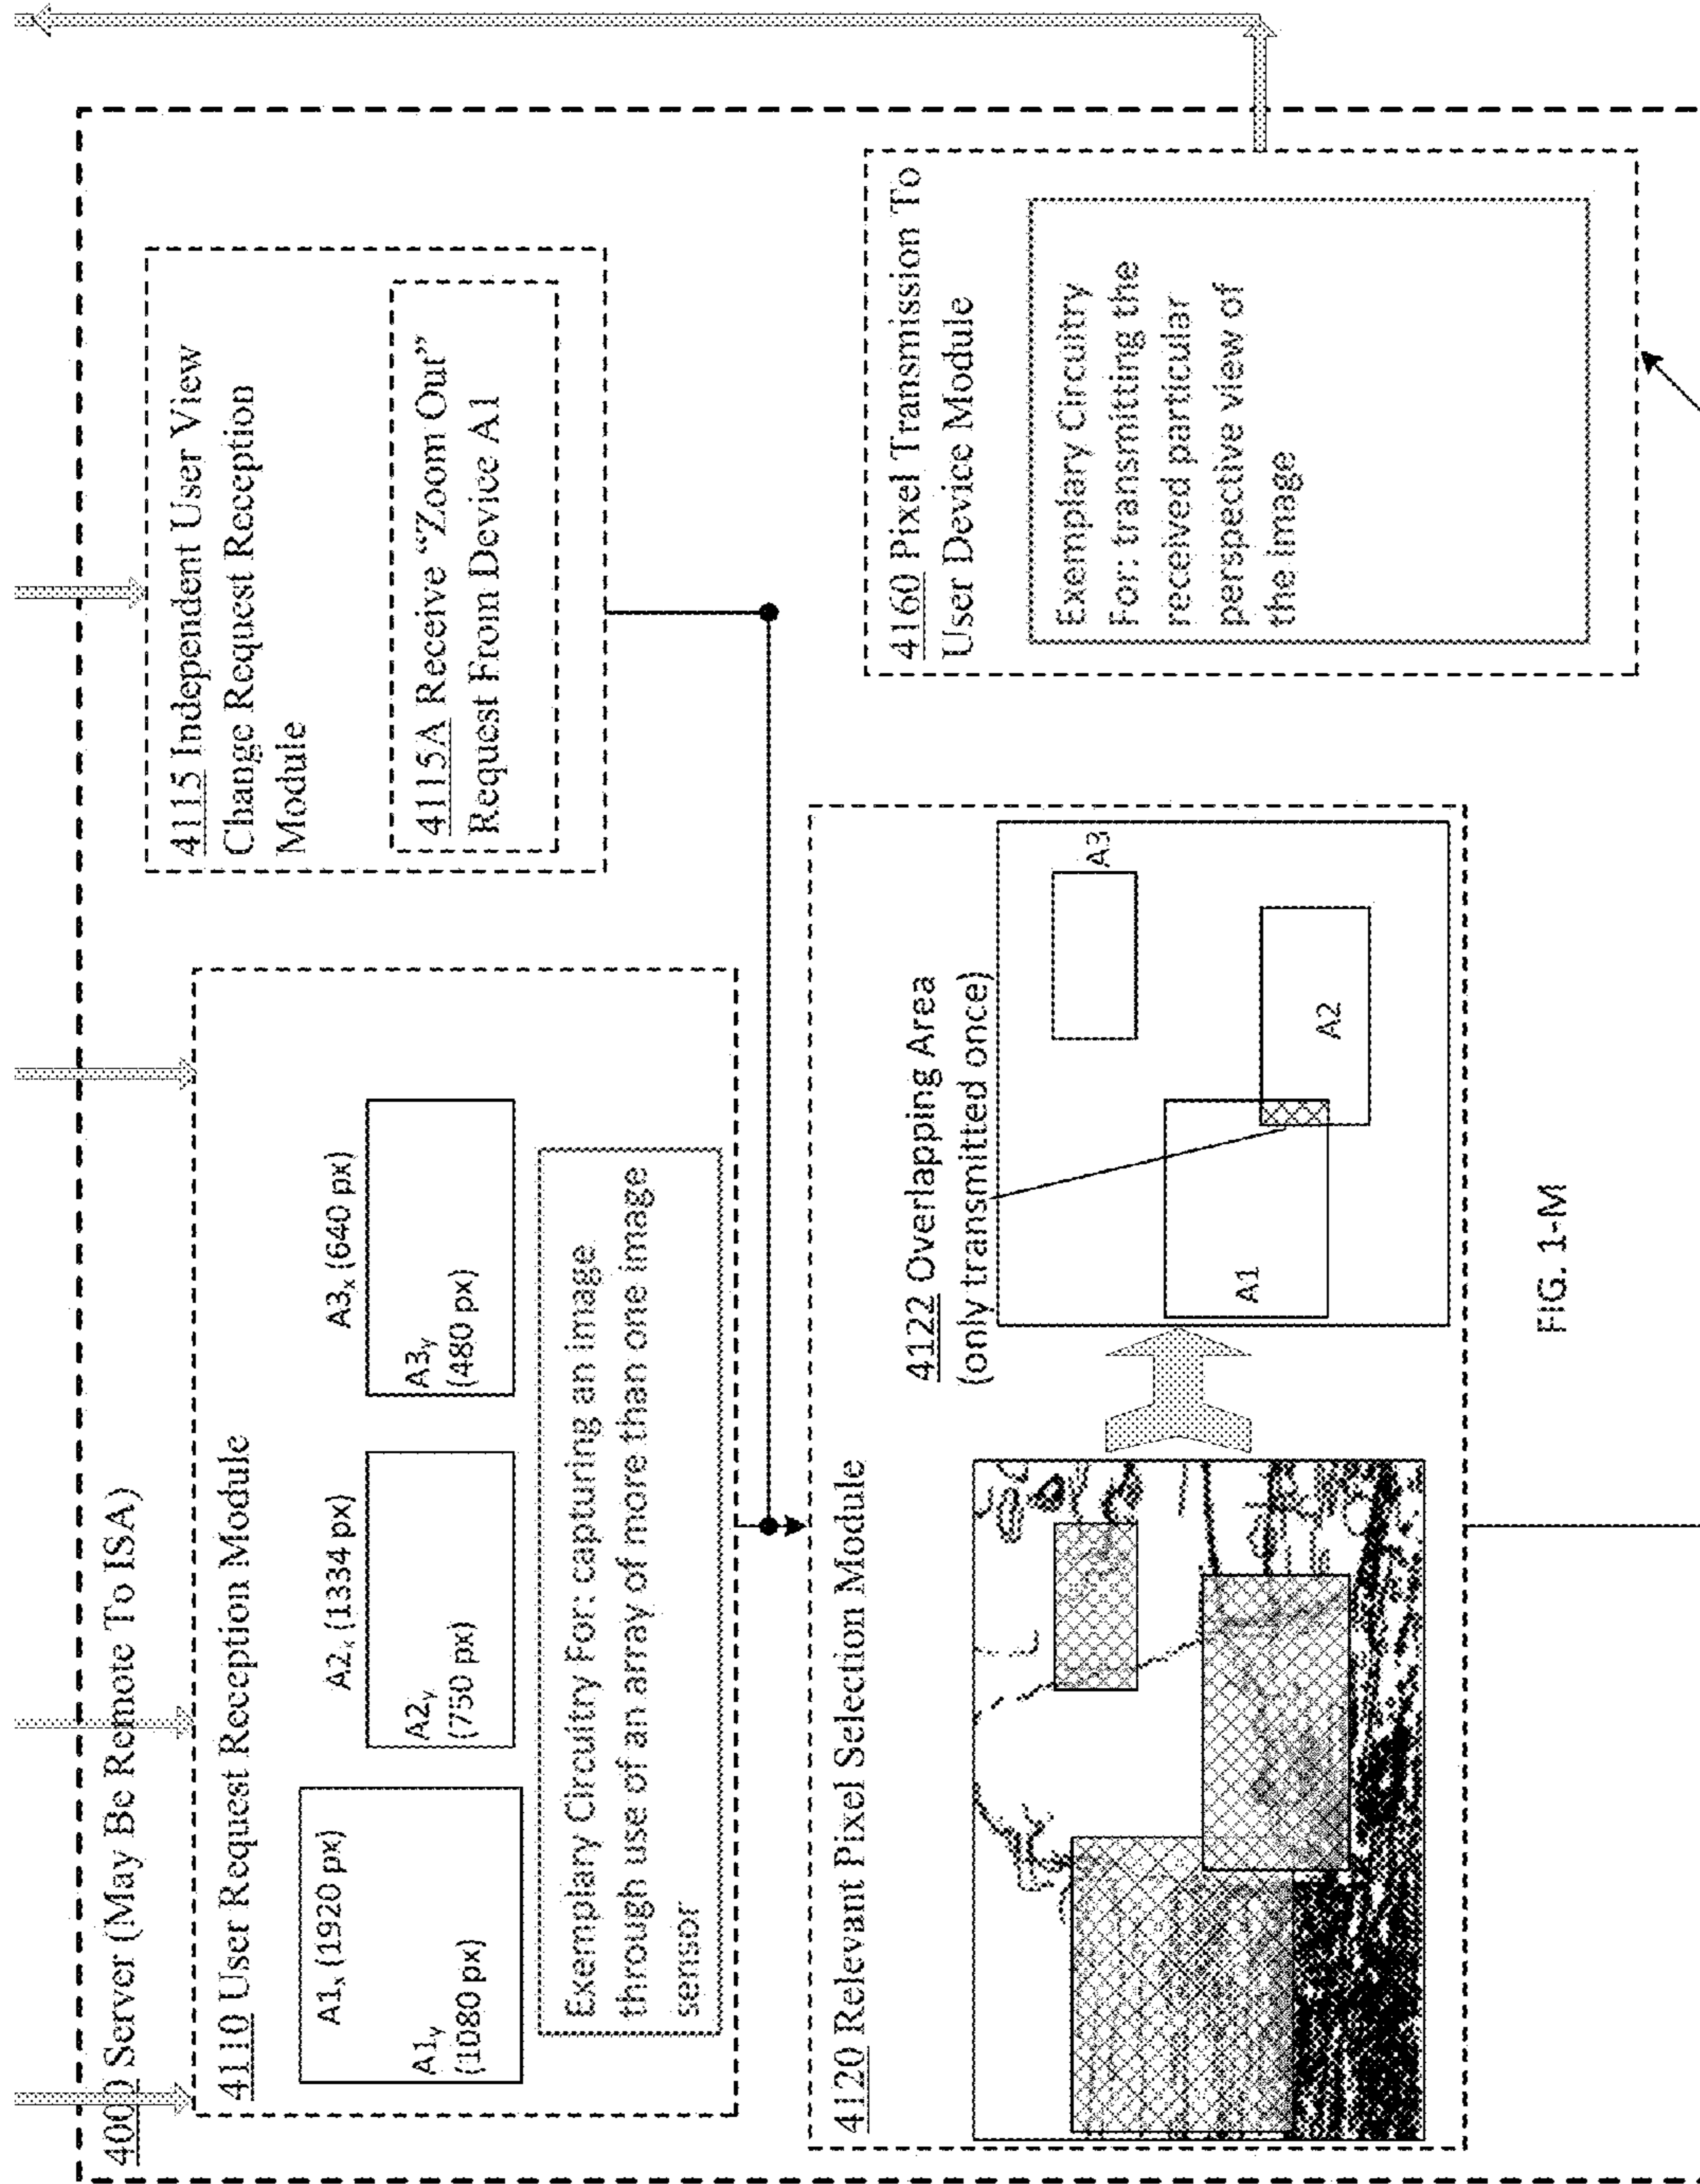 4000 Server (May Be Remote To ISA)
4110 User Request Reception Module
A1x (1920 px)
A1y
(1080 px)
A2x (1334 px)
A2y
(750 px)
A3x (640 px)
A3y
(480 px)
Exemplary Circuitry For: capturing an image
through use of an array of more than one image
sensor
4115 Independent User View
Change Request Reception
Module
4115A Receive “Zoom Out”
Request From Device A1
4120 Relevant Pixel Selection Module
4122 Overlapping Area
(only transmitted once)
A1
A2
A3
4160 Pixel Transmission To
User Device Module
Exemplary Circuitry
For: transmitting the
received particular
perspective view of
the image
FIG. 1-M